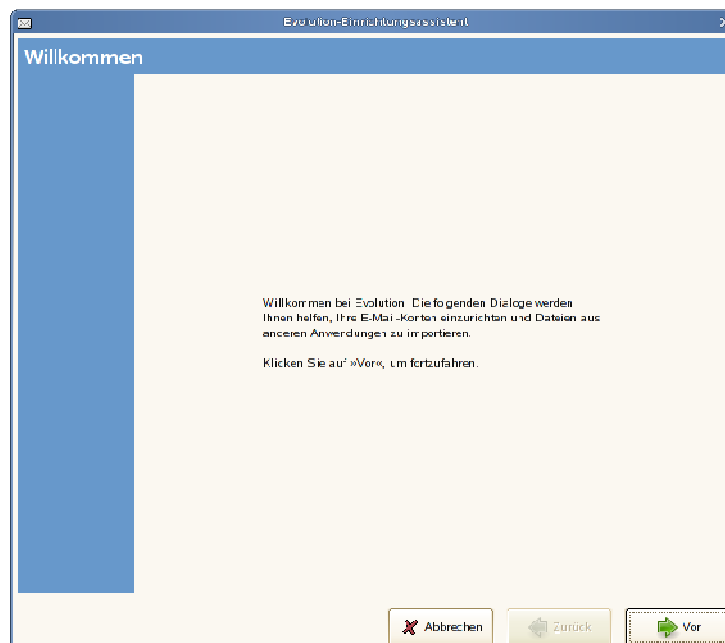 Evolution-Einrichtungsassistent
Willkommen
Willkommen bei Evolution. Die folgenden Dialoge werden
Ihnen helfen, Ihre E-Mail-Konten einzurichten und Dateien aus
anderen Anwendungen zu importieren.
Klicken Sie auf »Vor«, um fortzufahren.
Abbrechen
Zurück
Vor